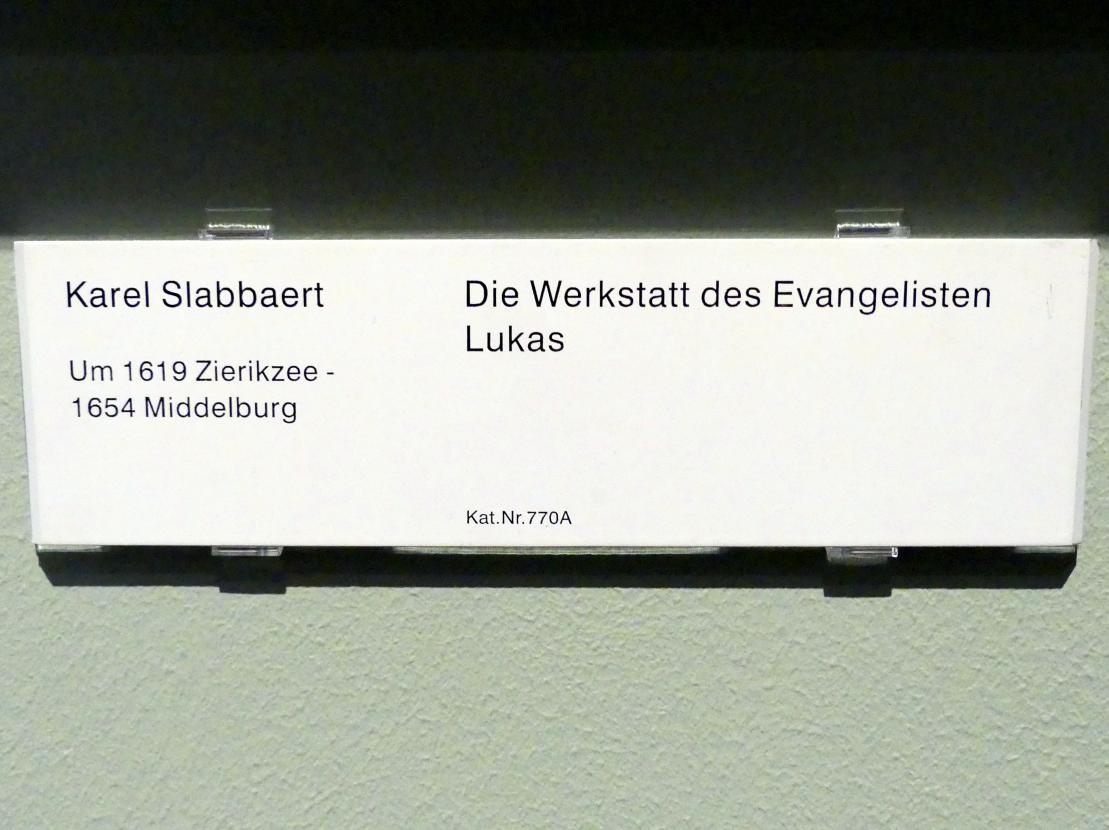 Karel Slabbaert
Um 1619 Zierikzee -
1654 Middelburg
Die Werkstatt des Evangelisten
Lukas
Kat.Nr.770A